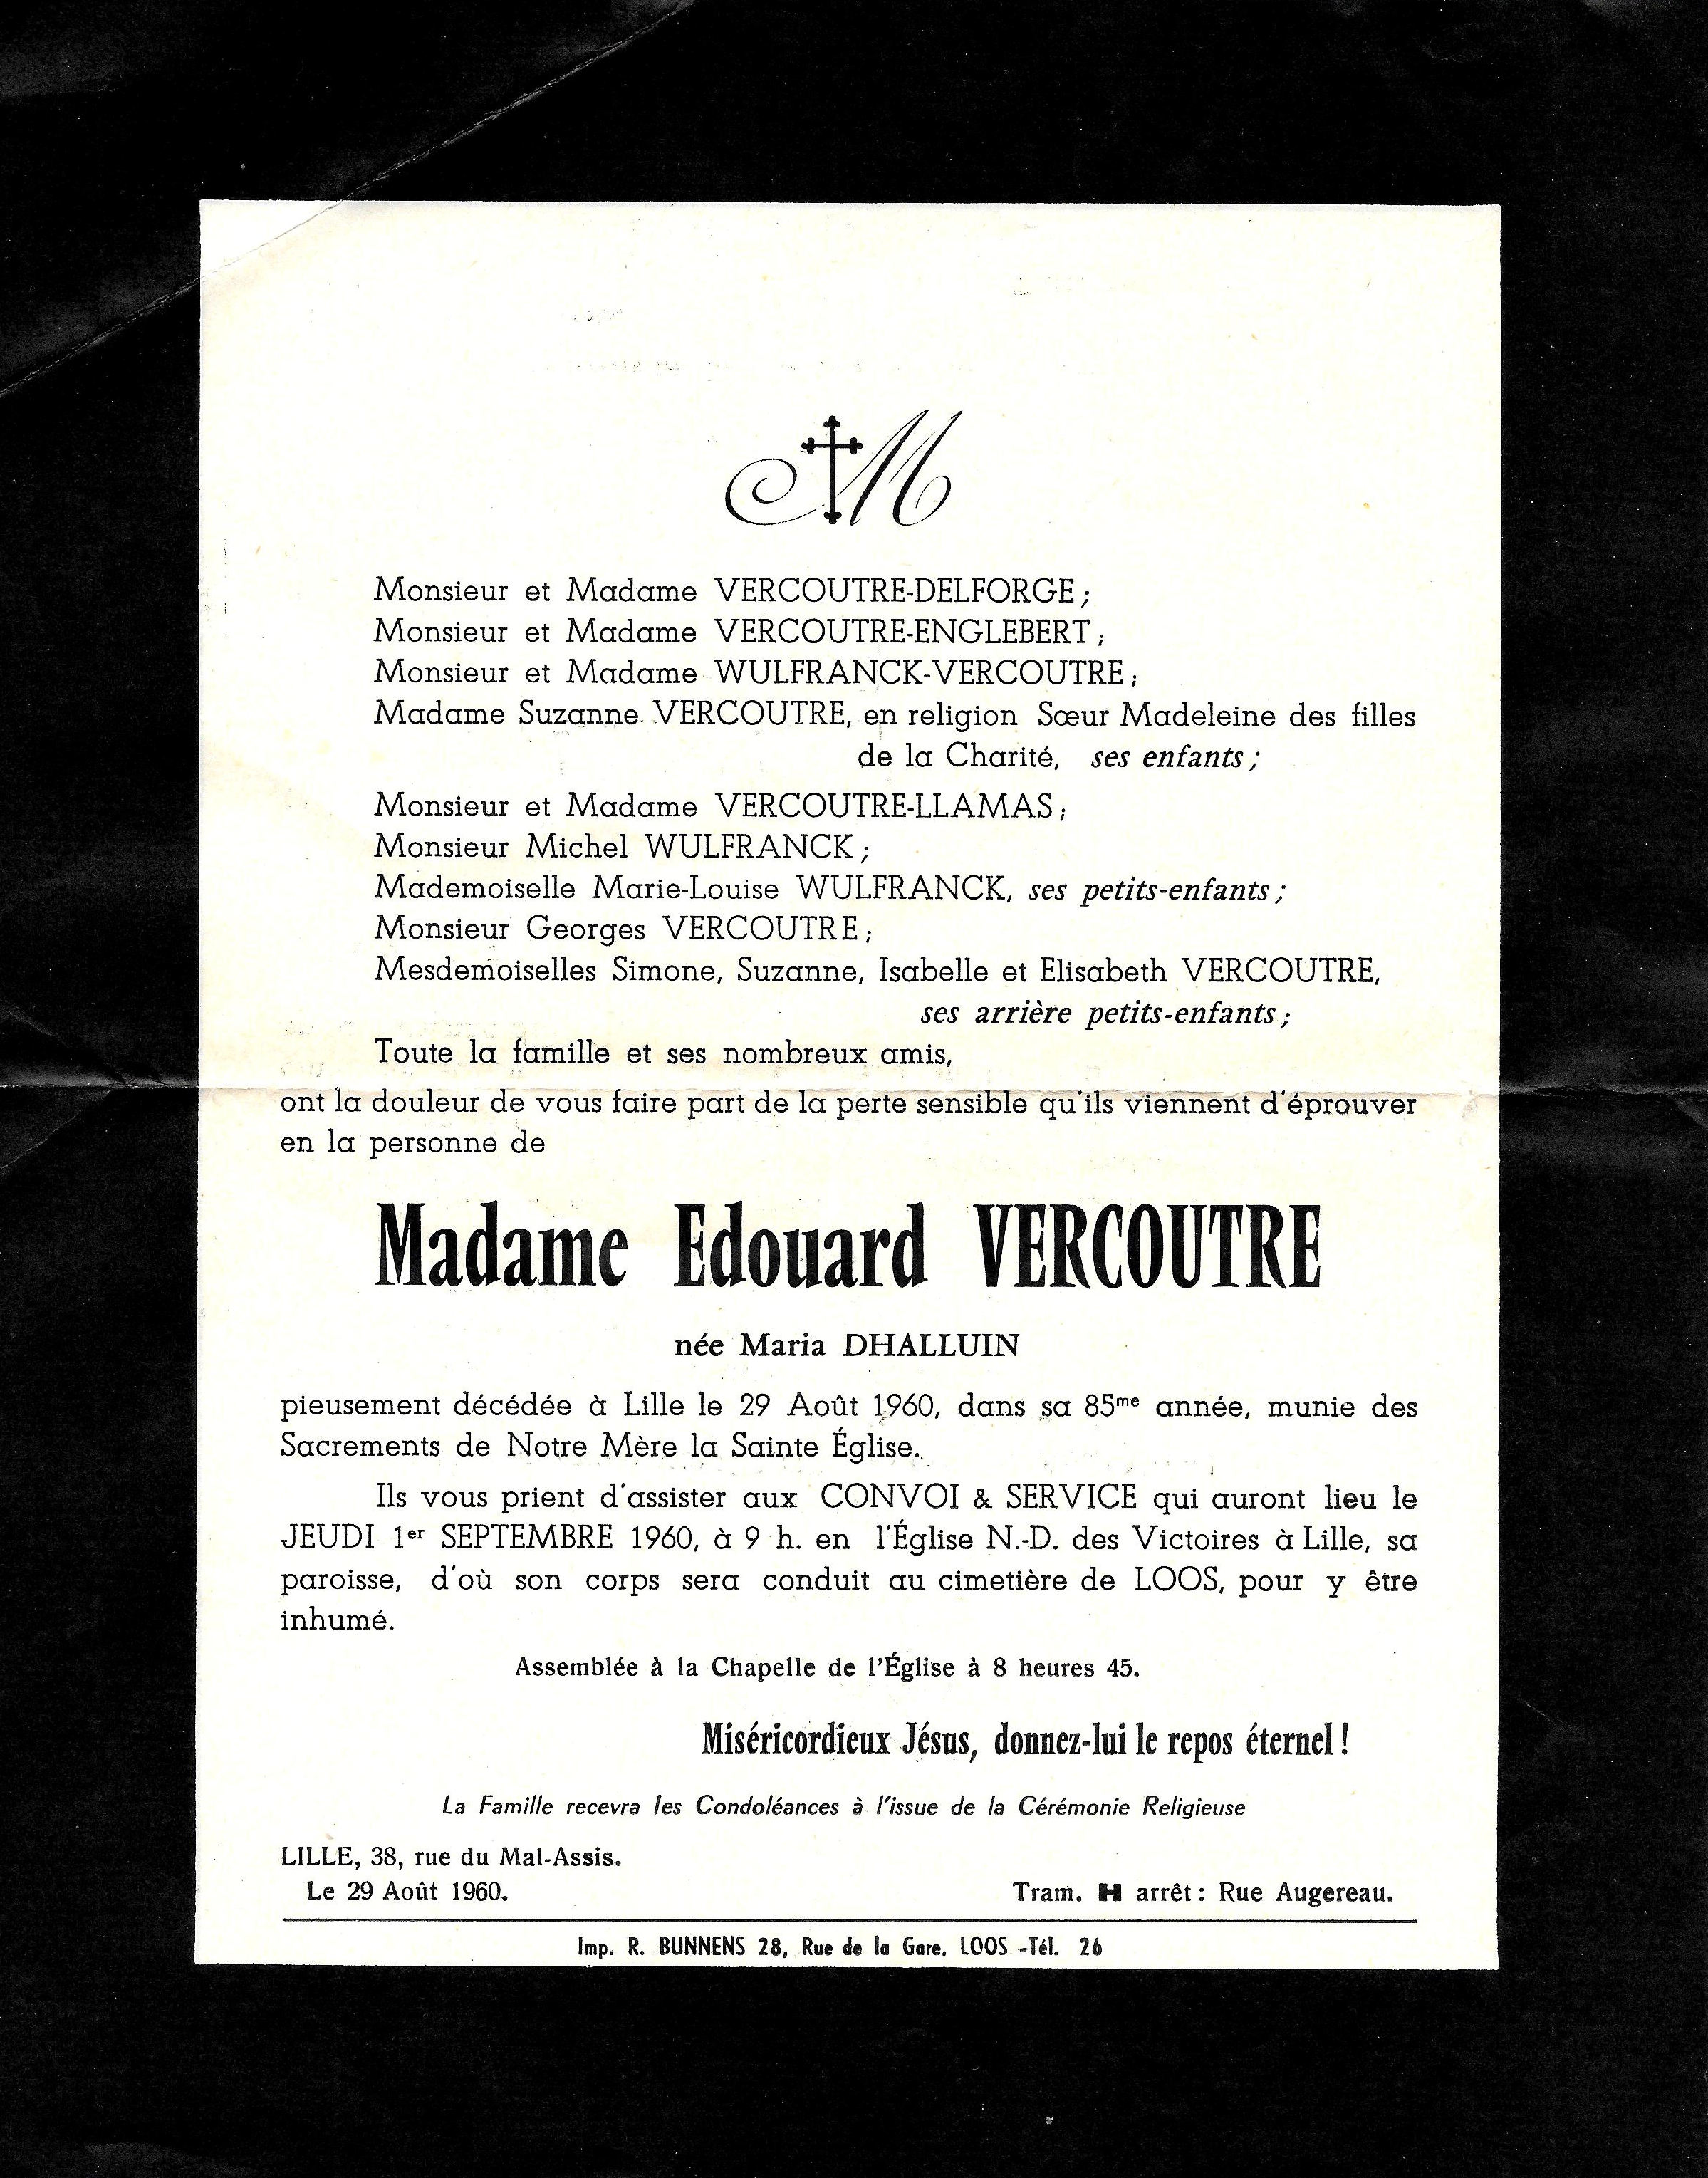 M
Monsieur et Madame VERCOUTRE-DELFORGE ;
Monsieur et Madame VERCOUTRE-ENGLEBERT ;
Monsieur et Madame WULFRANCK-VERCOUTRE ;
Madame Suzanne VERCOUTRE, en religion Sœur Madeleine des filles
de la Charité, ses enfants ;
Monsieur et Madame VERCOUTRE-LLAMAS ;
Monsieur Michel WULFRANCK ;
Mademoiselle Marie-Louise WULFRANCK, ses petits-enfants ;
Monsieur Georges VERCOUTRE ;
Mesdemoiselles Simone, Suzanne, Isabelle et Elisabeth VERCOUTRE,
ses arrière petits-enfants ;
Toute la famille et ses nombreux amis,
ont la douleur de vous faire part de la perte sensible qu'ils viennent d'éprouver
en la personne de
Madame Edouard VERCOUTRE
née Maria DHALLUIN
pieusement décédée à Lille le 29 Août 1960, dans sa 85me année, munie des
Sacrements de Notre Mère la Sainte Église.
Ils vous prient d'assister aux CONVOI & SERVICE qui auront lieu le
JEUDI 1er SEPTEMBRE 1960, à 9 h. en l'Église N.-D. des Victoires à Lille, sa
paroisse, d'où son corps sera conduit au cimetière de LOOS, pour y être
inhumé.
Assemblée à la Chapelle de l'Église à 8 heures 45.
Miséricordieux Jésus, donnez-lui le repos éternel !
La Famille recevra les Condoléances à l'issue de la Cérémonie Religieuse
LILLE, 38, rue du Mal-Assis.
Le 29 Août 1960.
Tram. H arrêt : Rue Augereau.
Imp. R. BUNNENS 28, Rue de la Gare, LOOS -Tél. 26